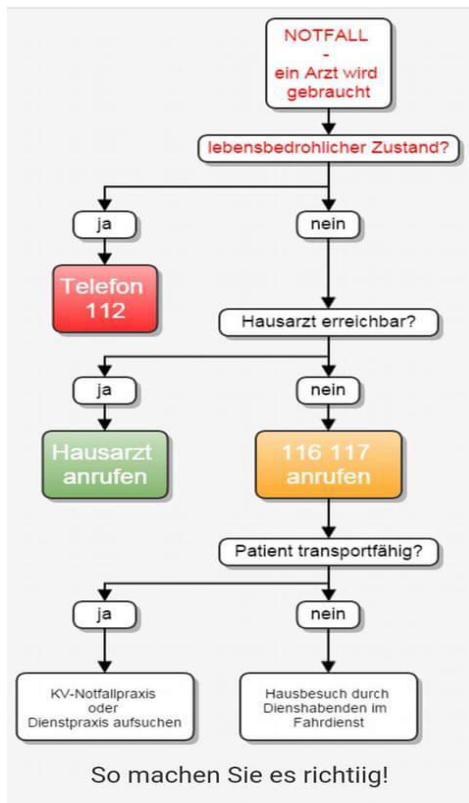 NOTFALL
-
ein Arzt wird
gebraucht
lebensbedrohlicher Zustand?
ja
nein
Telefon
112
Hausarzt erreichbar?
ja
nein
Hausarzt
anrufen
116 117
anrufen
Patient transportfähig?
ja
nein
KV-Notfallpraxis
oder
Dienstpraxis aufsuchen
Hausbesuch durch
Dienshabenden im
Fahrdienst
So machen Sie es richtiig!